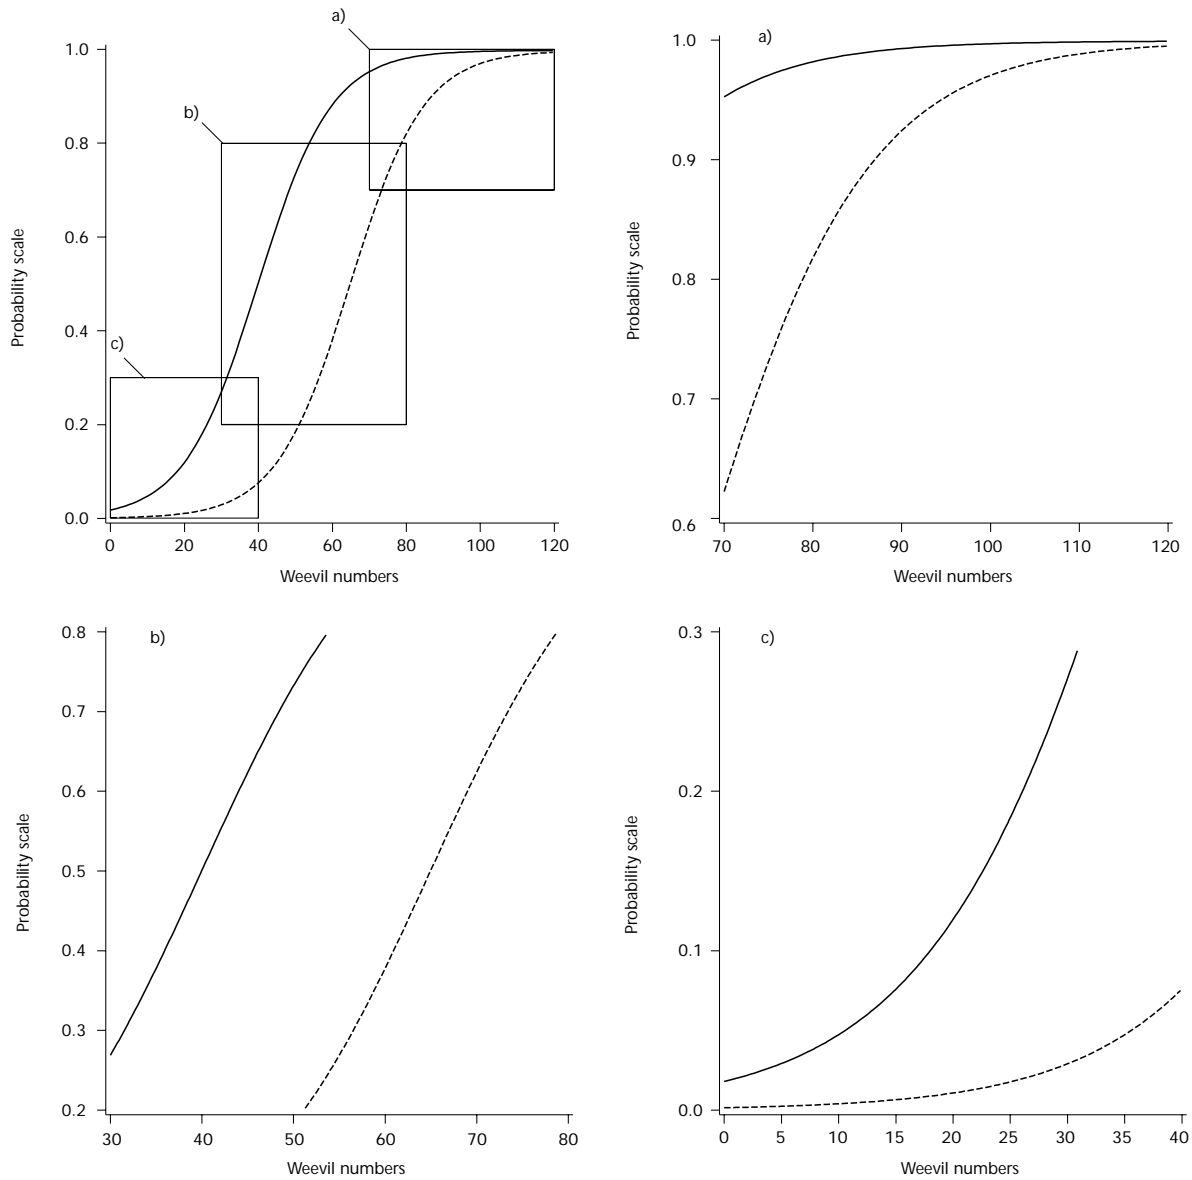 a)
1.0
b)
0.8
0.6
c)
0.4
0.2
0.0
0 20 40 60 80 100 120
Probability scale
Weevil numbers
a)
1.0
0.9
0.8
0.7
0.6
70 80 90 100 110 120
Probability scale
Weevil numbers
b)
0.8
0.7
0.6
0.5
0.4
0.3
0.2
30 40 50 60 70 80
Probability scale
Weevil numbers
c)
0.3
0.2
0.1
0.0
0 5 10 15 20 25 30 35 40
Probability scale
Weevil numbers